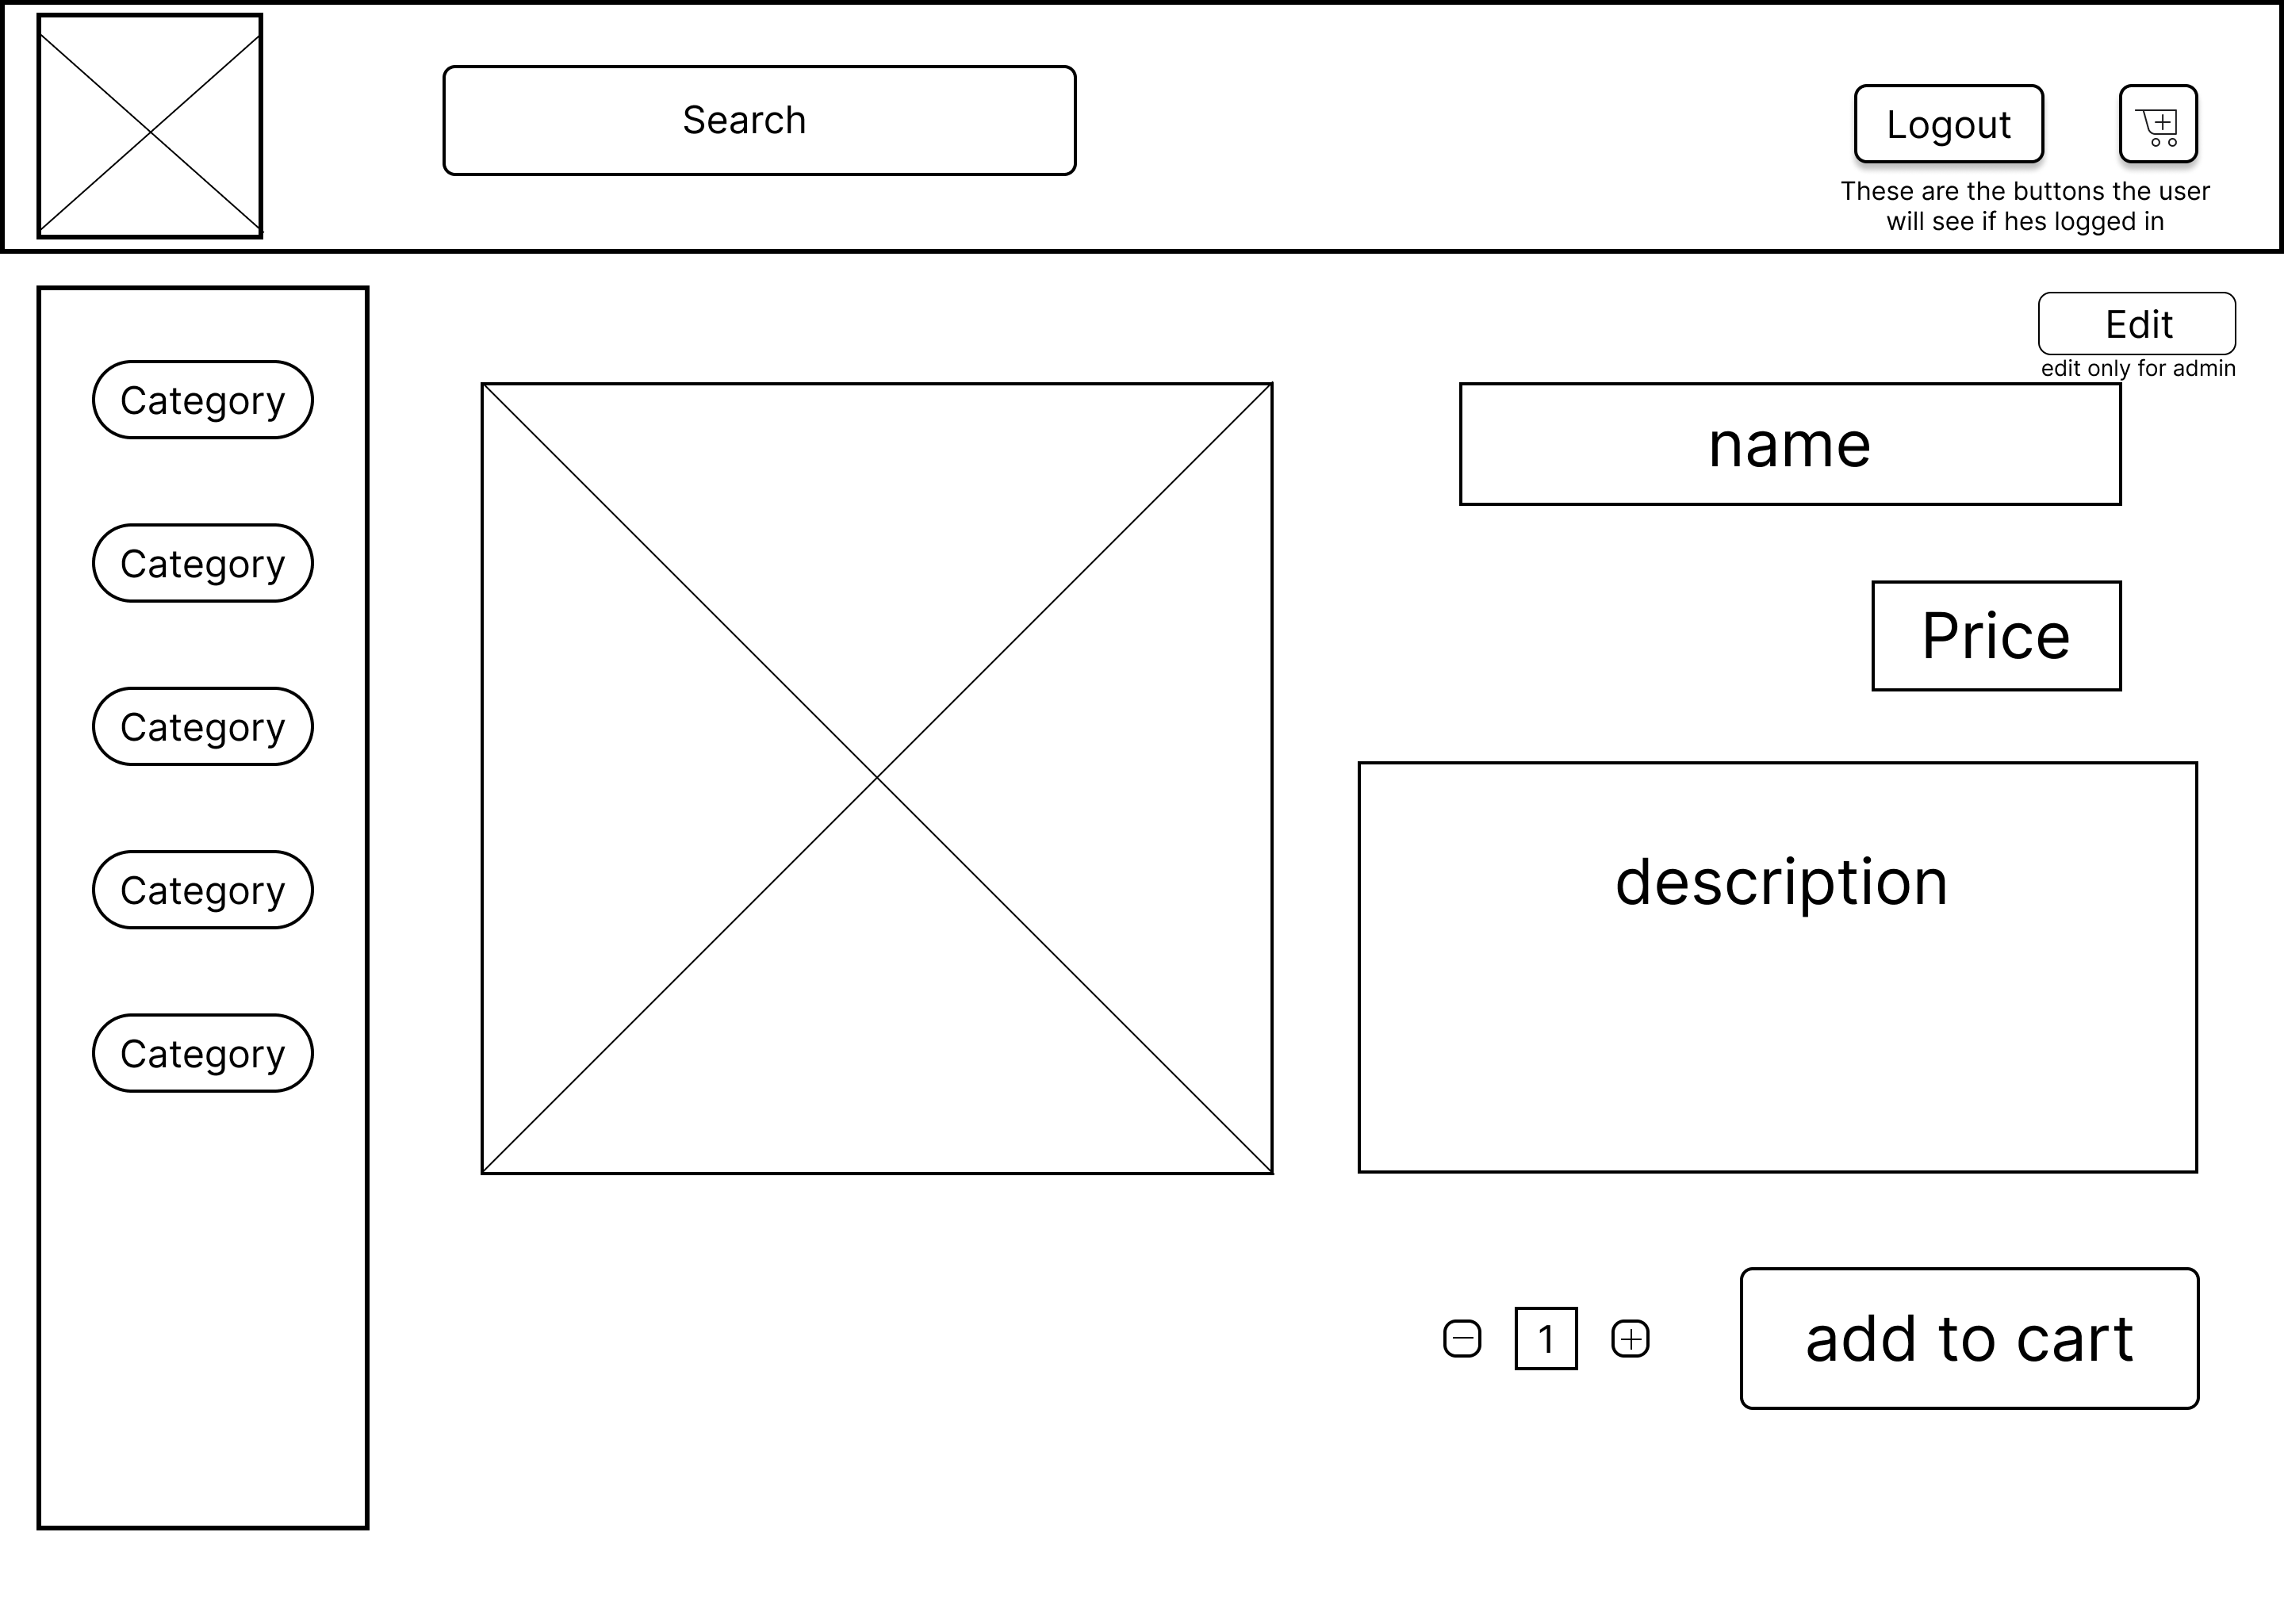 Search
Logout
These are the buttons the user
will see if hes logged in
Edit
edit only for admin
Category
Category
Category
Category
Category
name
Price
description
1
add to cart